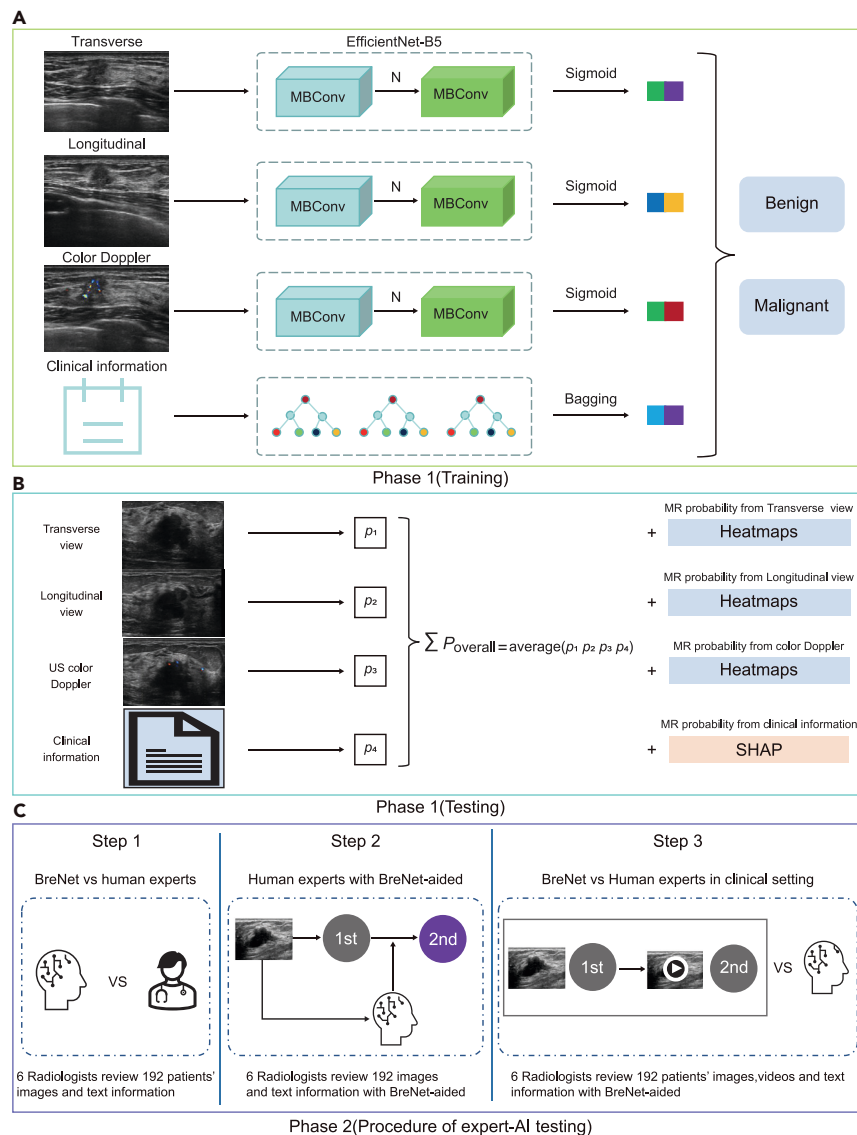 A
Transverse
EfficientNet-B5
MBConv
N
MBConv
Sigmoid
Longitudinal
MBConv
N
MBConv
Sigmoid
Benign
Color Doppler
MBConv
N
MBConv
Sigmoid
Malignant
Clinical information
Bagging
Phase 1(Training)
B
Transverse
view
p₁
MR probability from Transverse view
+
Heatmaps
Longitudinal
view
p₂
MR probability from Longitudinal view
+
Heatmaps
∑ Poverall=average(p₁ p₂ p₃ p₄)
US color
Doppler
p₃
MR probability from color Doppler
+
Heatmaps
Clinical
information
p₄
MR probability from clinical information
+
SHAP
Phase 1(Testing)
C
Step 1
BreNet vs human experts
VS
6 Radiologists review 192 patients'
images and text information
Step 2
Human experts with BreNet-aided
1st
2nd
6 Radiologists review 192 images
and text information with BreNet-aided
Step 3
BreNet vs Human experts in clinical setting
1st
2nd
VS
6 Radiologists review 192 patients' images,videos and text
information with BreNet-aided
Phase 2(Procedure of expert-AI testing)